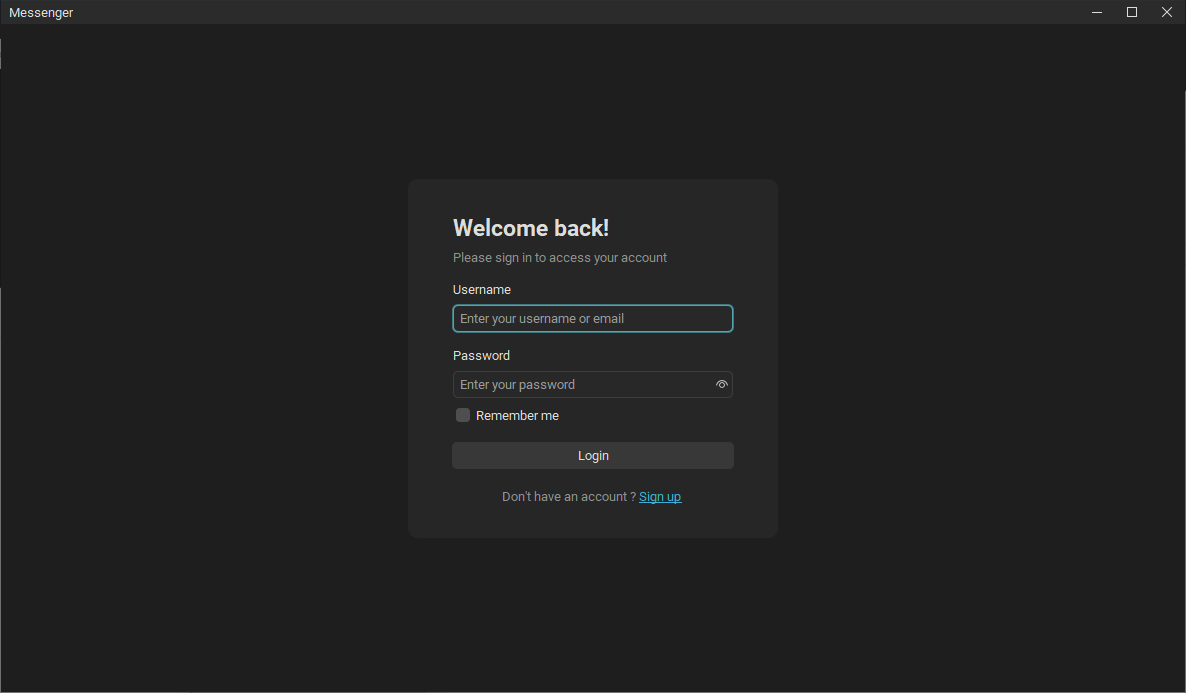 Messenger
Welcome back!
Please sign in to access your account
Username
Enter your username or email
Password
Enter your password
Remember me
Login
Don't have an account ? Sign up